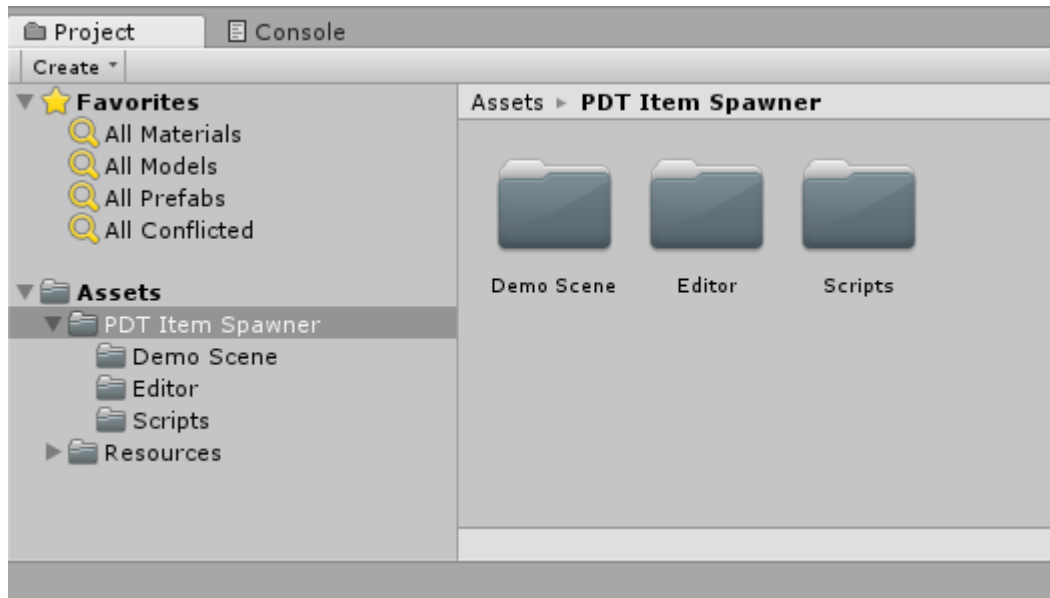 Project Console
Create
Favorites
All Materials
All Models
All Prefabs
All Conflicted
Assets
PDT Item Spawner
Demo Scene
Editor
Scripts
Resources
Assets PDT Item Spawner
Demo Scene Editor Scripts